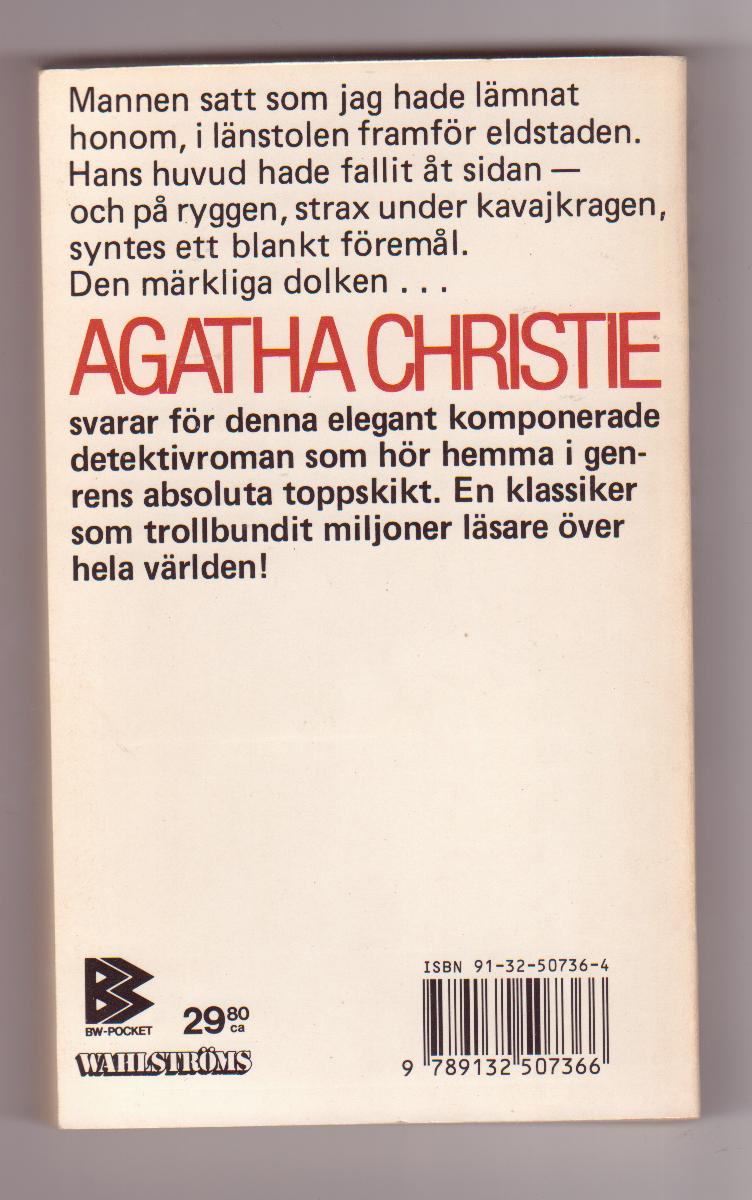 Mannen satt som jag hade lämnat
honom, i länstolen framför eldstaden.
Hans huvud hade fallit åt sidan —
och på ryggen, strax under kavajkragen,
syntes ett blankt föremål.
Den märkliga dolken . . .
AGATHA CHRISTIE
svarar för denna elegant komponerade
detektivroman som hör hemma i gen-
rens absoluta toppskikt. En klassiker
som trollbundit miljoner läsare över
hela världen!
BW-POCKET
29 80
ca
WAHLSTRÖMS
ISBN 91-32-50736-4
9 789132 507366